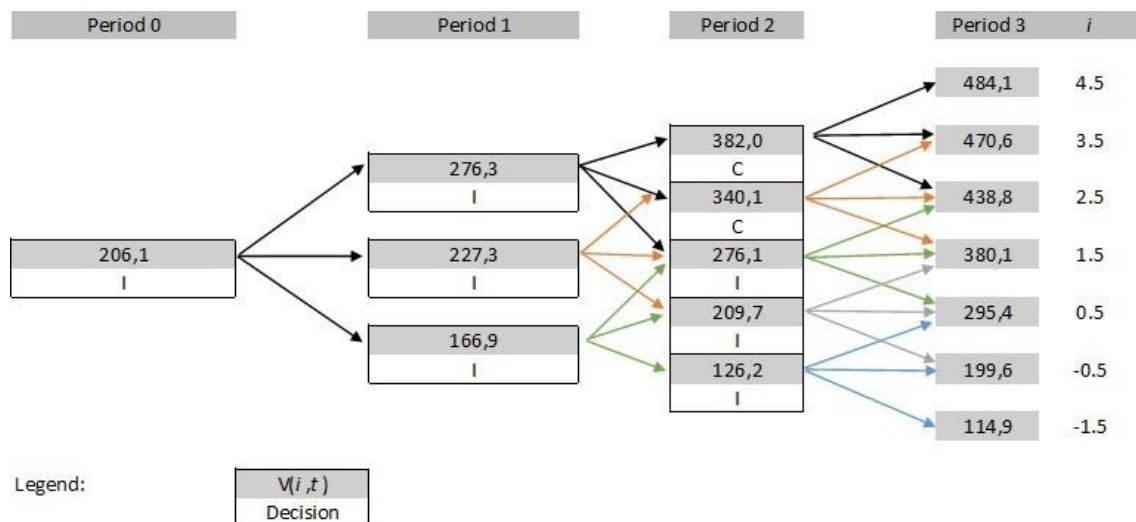 Period 0 Period 1 Period 2 Period 3 i
484,1 4.5
382,0 470,6 3.5
276,3 C
I 340,1 438,8 2.5
C
206,1 227,3 276,1 380,1 1.5
I I I
209,7 295,4 0.5
166,9 I
I 126,2 199,6 -0.5
I
114,9 -1.5
Legend: V(i,t)
Decision